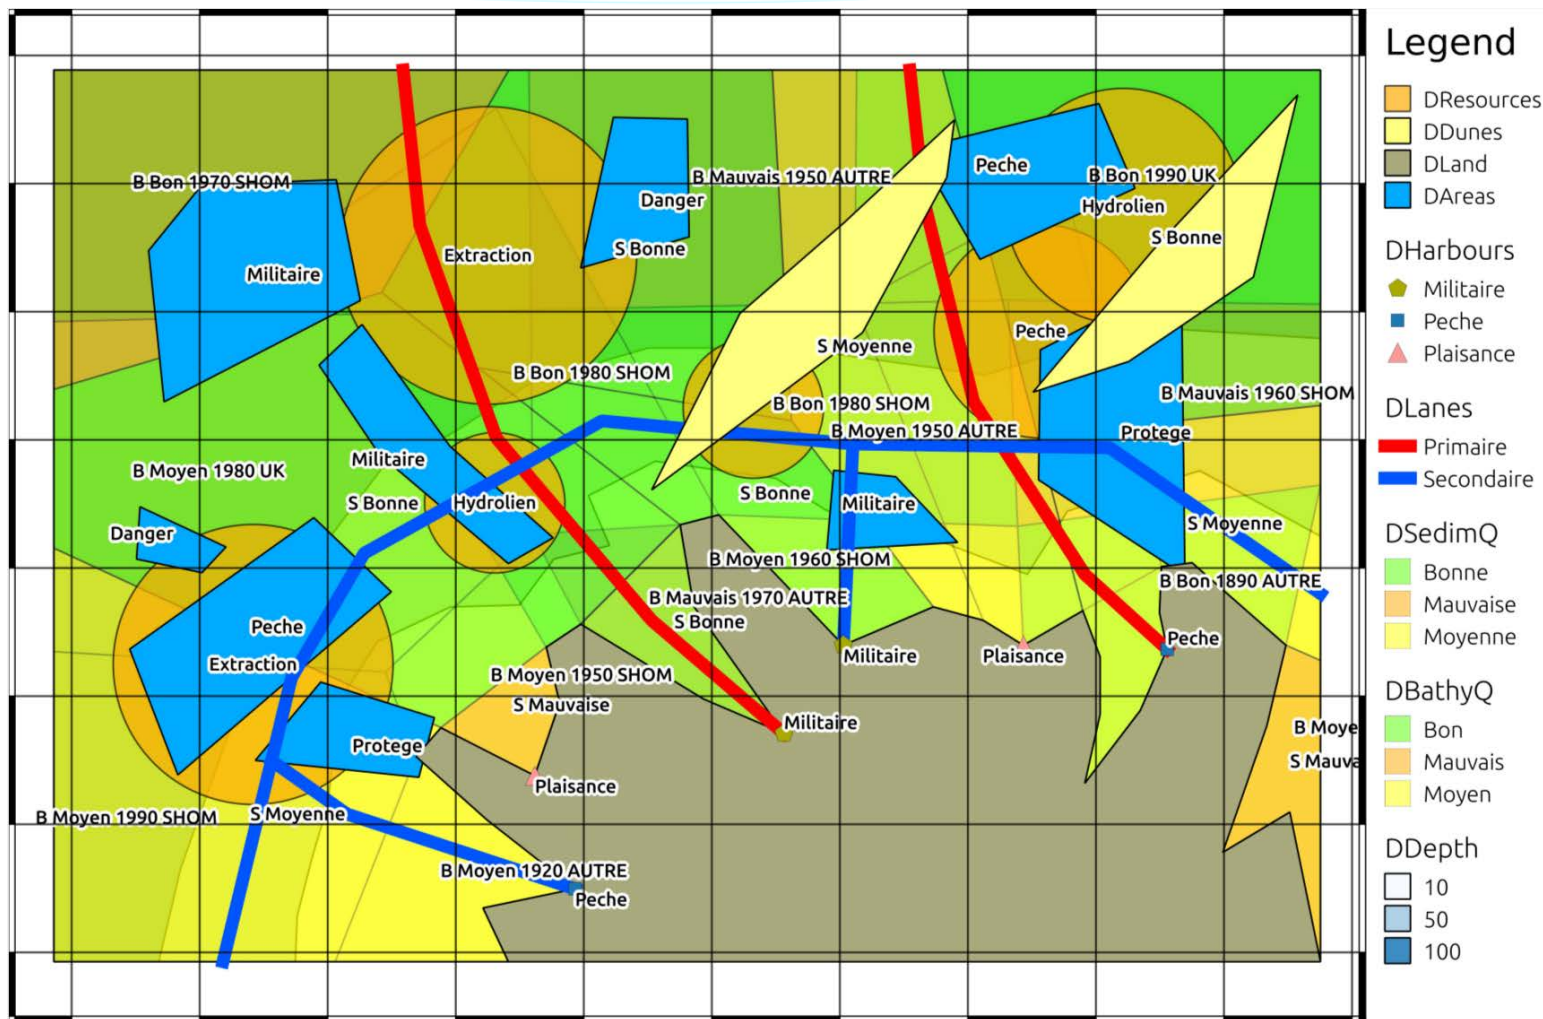 B Bon 1970 SHOM
B Mauvais 1950 AUTRE
Peche
B Bon 1990 UK
Danger
Hydrolien
S Bonne
S Bonne
Extraction
Militaire
Peche
S Moyenne
B Bon 1980 SHOM
B Mauvais 1960 SHOM
B Bon 1980 SHOM
B Moyen 1950 AUTRE
Protege
Militaire
B Moyen 1980 UK
S Bonne
S Bonne
Hydrolien
Militaire
S Moyenne
Danger
B Moyen 1960 SHOM
B Bon 1890 AUTRE
B Mauvais 1970 AUTRE
S Bonne
Peche
Peche
Militaire
Plaisance
Extraction
B Moyen 1950 SHOM
S Mauvaise
Militaire
B Moye
Protege
S Mauva
Plaisance
B Moyen 1990 SHOM
S Moyenne
B Moyen 1920 AUTRE
Peche
Legend
DResources
DDunes
DLand
DAreas
DHarbours
Militaire
Peche
Plaisance
DLanes
Primaire
Secondaire
DSedimQ
Bonne
Mauvaise
Moyenne
DBathyQ
Bon
Mauvais
Moyen
DDepth
10
50
100